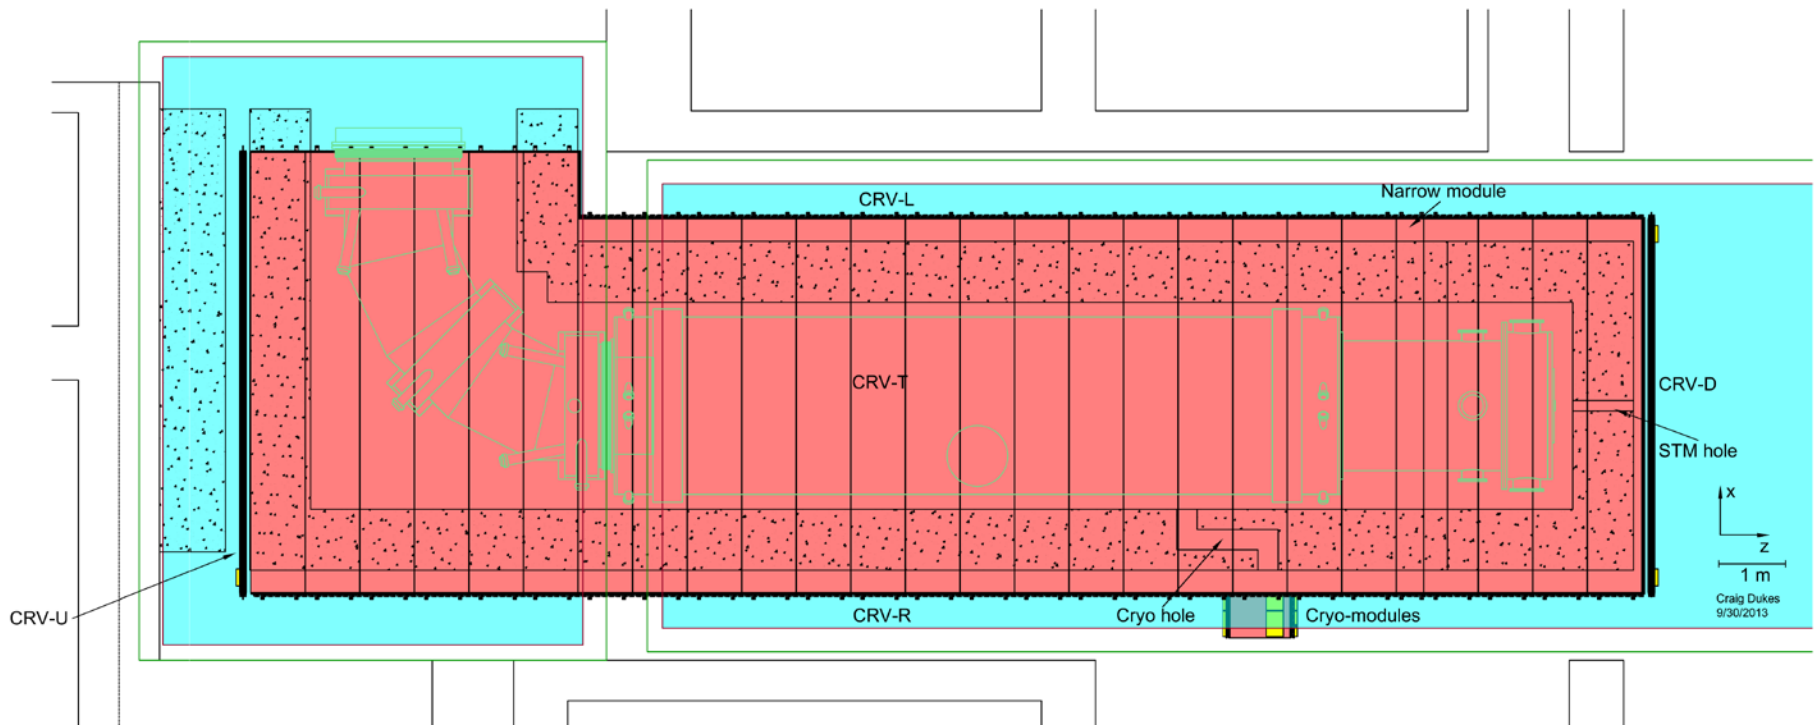 Narrow module
CRV-L
CRV-T
CRV-D
STM hole
x
z
1 m
Craig Dukes
9/30/2013
CRV-U
CRV-R
Cryo hole
Cryo-modules